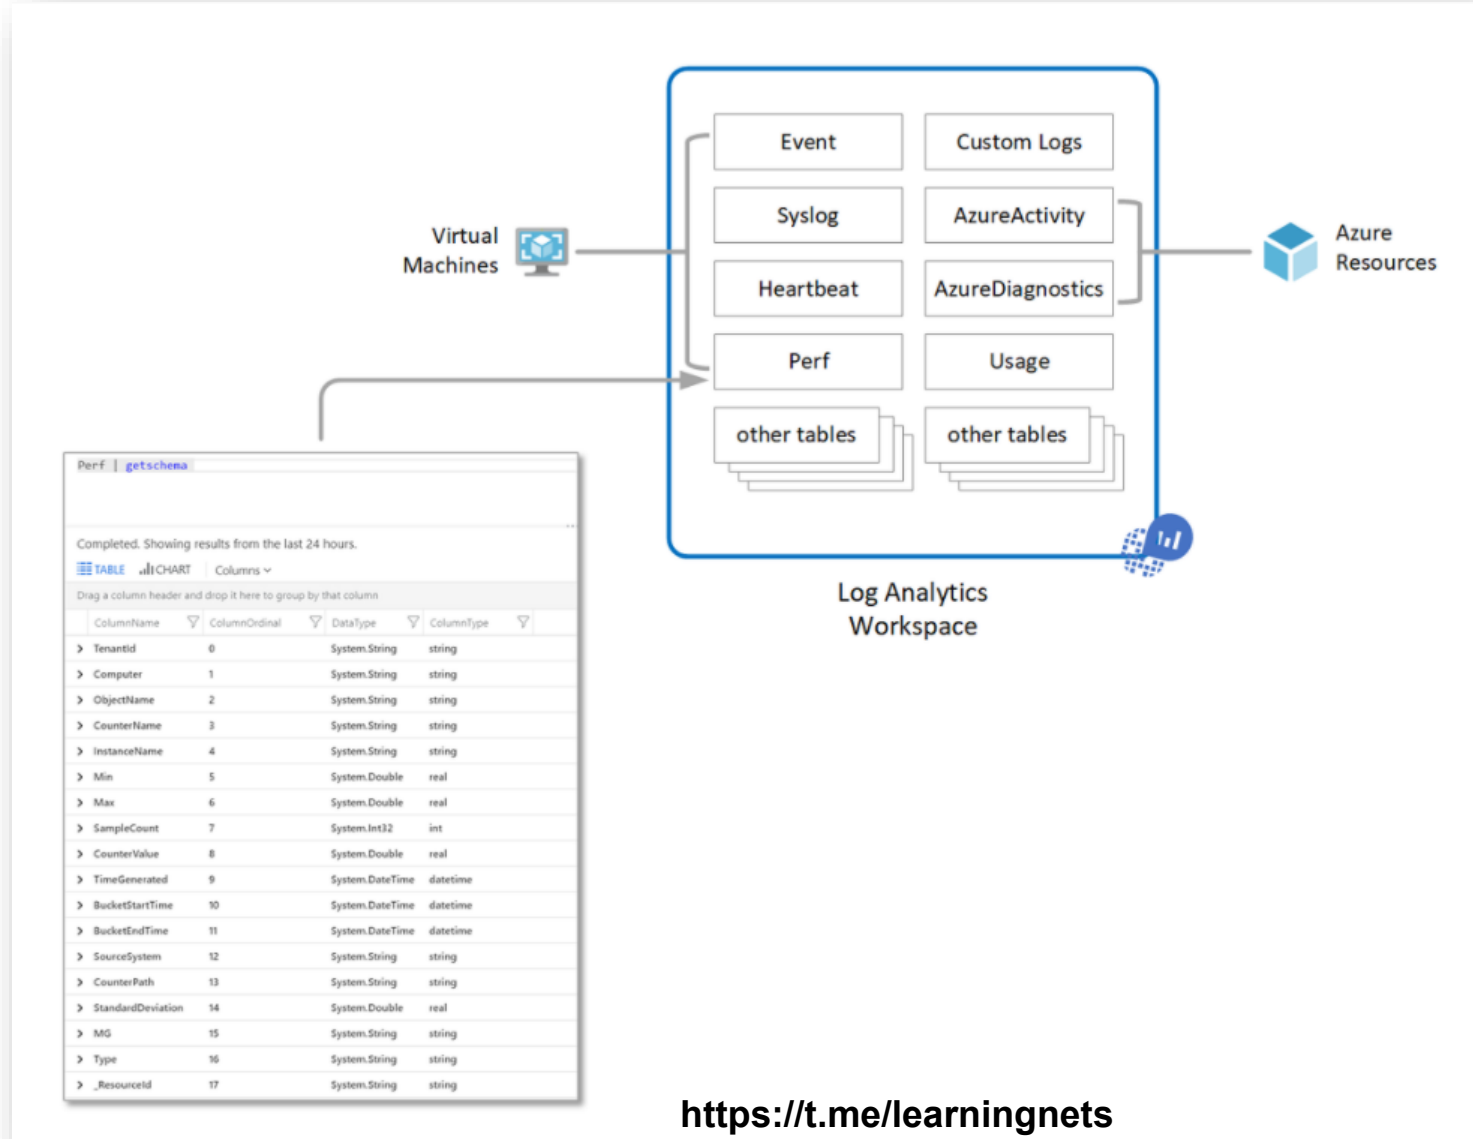 Event
Custom Logs
Syslog
AzureActivity
Virtual
Machines
Azure
Resources
Heartbeat
AzureDiagnostics
Perf
Usage
other tables
other tables
Log Analytics
Workspace
Perf | getschema
...
Completed. Showing results from the last 24 hours.
TABLE CHART Columns
Drag a column header and drop it here to group by that column
ColumnName ColumnOrdinal DataType ColumnType
TenantId 0 System.String string
Computer 1 System.String string
ObjectName 2 System.String string
CounterName 3 System.String string
InstanceName 4 System.String string
Min 5 System.Double real
Max 6 System.Double real
SampleCount 7 System.Int32 int
CounterValue 8 System.Double real
TimeGenerated 9 System.DateTime datetime
BucketStartTime 10 System.DateTime datetime
BucketEndTime 11 System.DateTime datetime
SourceSystem 12 System.String string
CounterPath 13 System.String string
StandardDeviation 14 System.Double real
MG 15 System.String string
Type 16 System.String string
_ResourceId 17 System.String string
https://t.me/learningnets